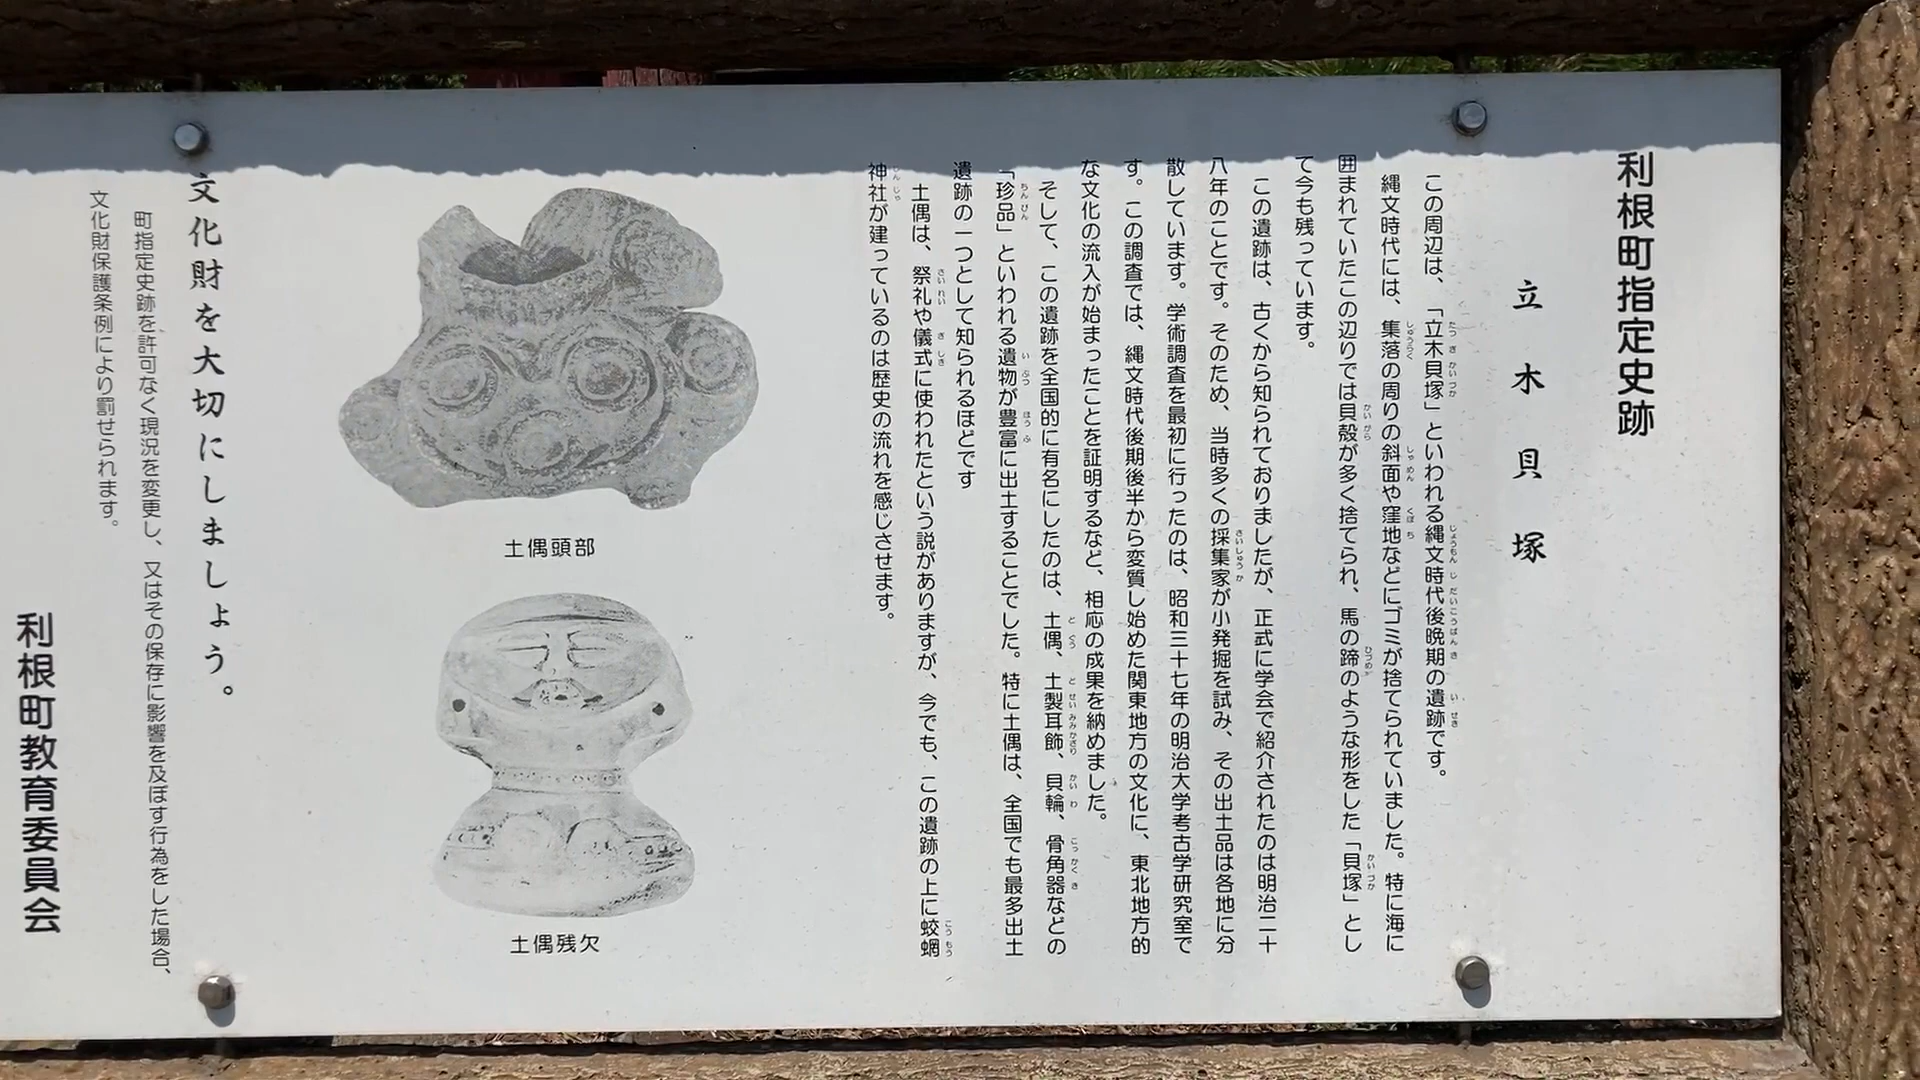 利根町指定史跡
立木貝塚
この周辺は、「立木貝塚」といわれる縄文時代後晩期の遺跡です。
縄文時代には、集落の周りの斜面や窪地などにゴミが捨てられていました。特に海に
囲まれていたこの辺りでは貝殻が多く捨てられ、馬の蹄のような形をした「貝塚」とし
て今も残っています。
この遺跡は、古くから知られておりましたが、正式に学会で紹介されたのは明治二十
八年のことです。そのため、当時多くの採集家が小発掘を試み、その出土品は各地に分
散しています。学術調査を最初に行ったのは、昭和三十七年の明治大学考古学研究室で
す。この調査では、縄文時代後期後半から変質し始めた関東地方の文化に、東北地方的
な文化の流入が始まったことを証明するなど、相応の成果を納めました。
そして、この遺跡を全国的に有名にしたのは、土偶、土製耳飾、貝輪、骨角器などの
「珍品」といわれる遺物が豊富に出土することでした。特に土偶は、全国でも最多出土
遺跡の一つとして知られるほどです
土偶は、祭礼や儀式に使われたという説がありますが、今でも、この遺跡の上に蛟蝄
神社が建っているのは歴史の流れを感じさせます。
土偶頭部
土偶残欠
文化財を大切にしましょう。
町指定史跡を許可なく現況を変更し、又はその保存に影響を及ぼす行為をした場合、
文化財保護条例により罰せられます。
利根町教育委員会